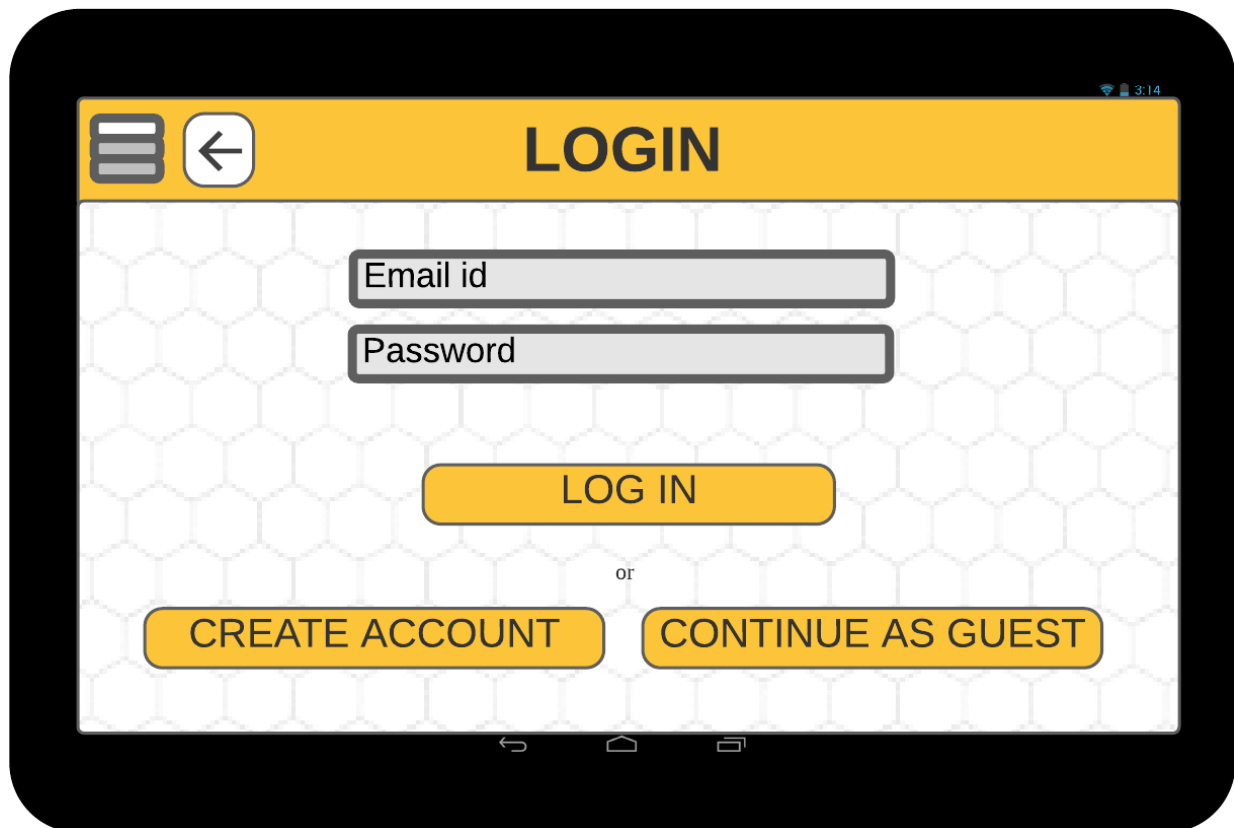 3:14
LOGIN
Email id
Password
LOG IN
or
CREATE ACCOUNT
CONTINUE AS GUEST